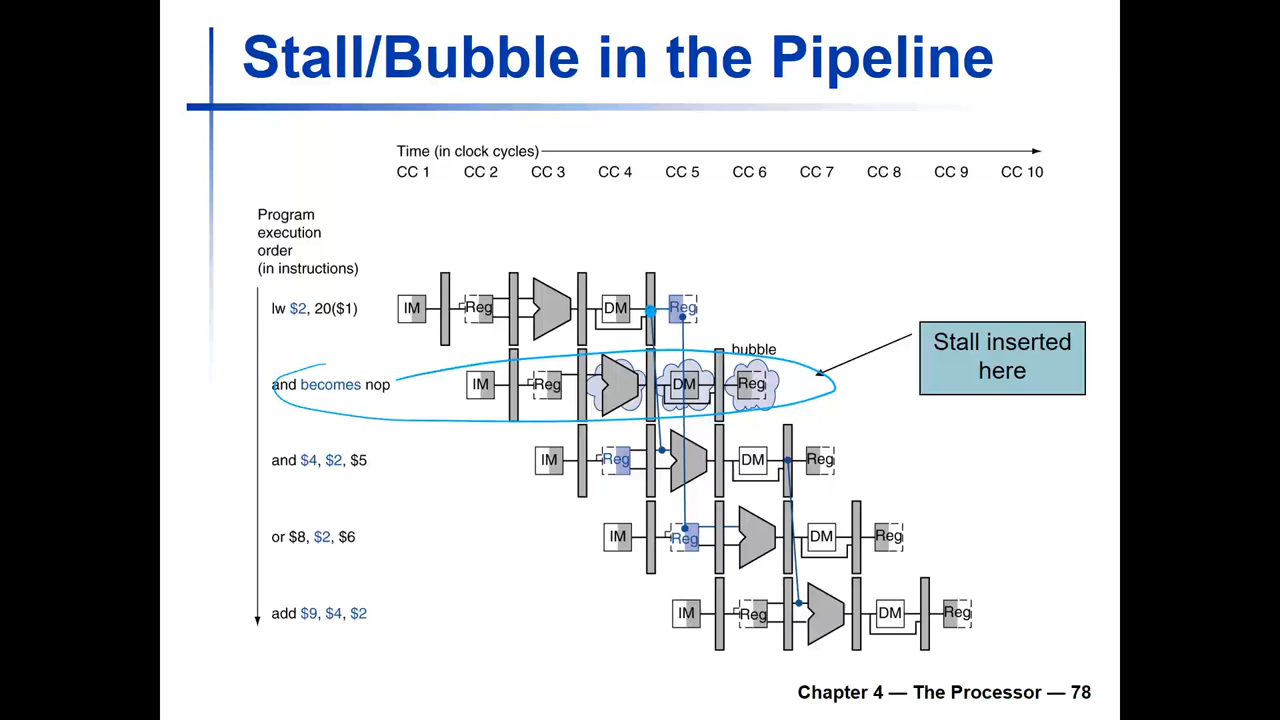 Stall/Bubble in the Pipeline
Time (in clock cycles)
CC 1 CC 2 CC 3 CC 4 CC 5 CC 6 CC 7 CC 8 CC 9 CC 10
Program
execution
order
(in instructions)
lw $2, 20($1)
IM Reg DM Reg
bubble
Stall inserted
here
and becomes nop
IM Reg DM Reg
and $4, $2, $5
IM Reg DM Reg
or $8, $2, $6
IM Reg DM Reg
add $9, $4, $2
IM Reg DM Reg
Chapter 4 — The Processor — 78